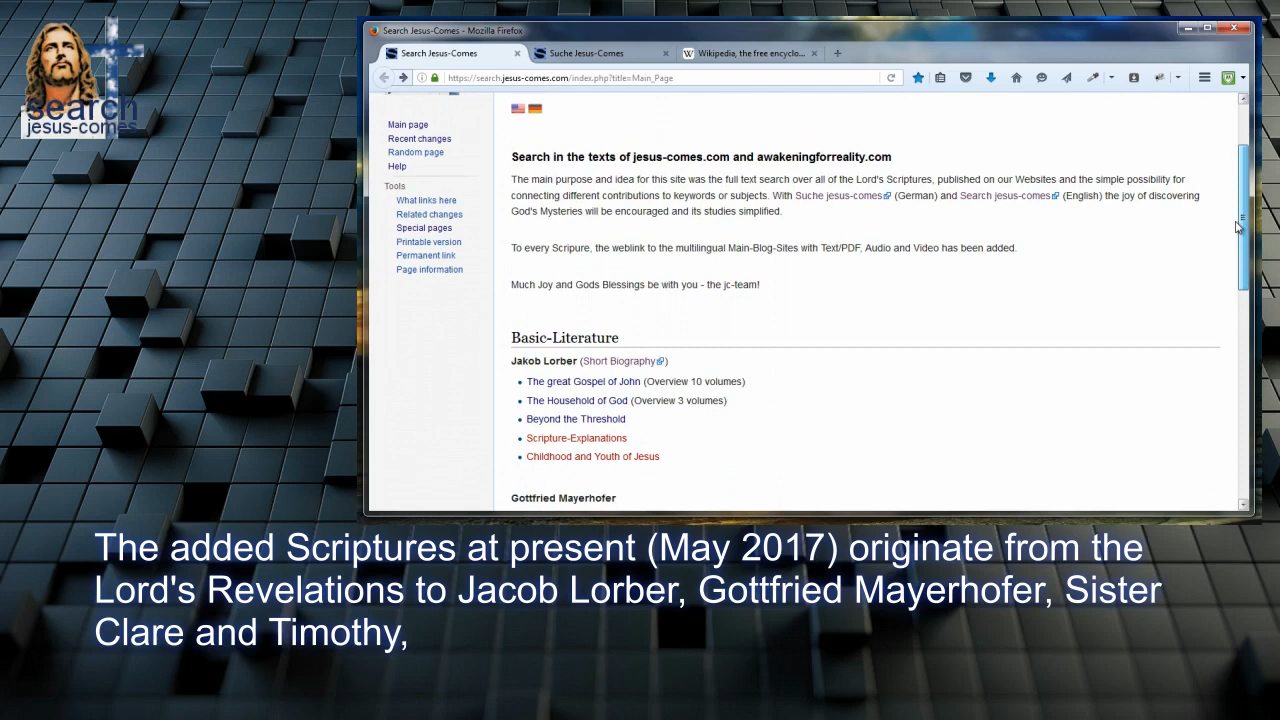 search
jesus-comes
Search Jesus-Comes - Mozilla Firefox
Search Jesus-Comes
Suche Jesus-Comes
W Wikipedia, the free encyclo...
https://search.jesus-comes.com/index.php?title=Main_Page
Main page
Recent changes
Random page
Help
Tools
What links here
Related changes
Special pages
Printable version
Permanent link
Page information
Search in the texts of jesus-comes.com and awakeningforreality.com
The main purpose and idea for this site was the full text search over all of the Lord's Scriptures, published on our Websites and the simple possibility for
connecting different contributions to keywords or subjects. With Suche jesus-comes (German) and Search jesus-comes (English) the joy of discovering
God's Mysteries will be encouraged and its studies simplified.
To every Scripure, the weblink to the multilingual Main-Blog-Sites with Text/PDF, Audio and Video has been added.
Much Joy and Gods Blessings be with you - the jc-team!
Basic-Literature
Jakob Lorber (Short Biography)
The great Gospel of John (Overview 10 volumes)
The Household of God (Overview 3 volumes)
Beyond the Threshold
Scripture-Explanations
Childhood and Youth of Jesus
Gottfried Mayerhofer
The added Scriptures at present (May 2017) originate from the
Lord's Revelations to Jacob Lorber, Gottfried Mayerhofer, Sister
Clare and Timothy,